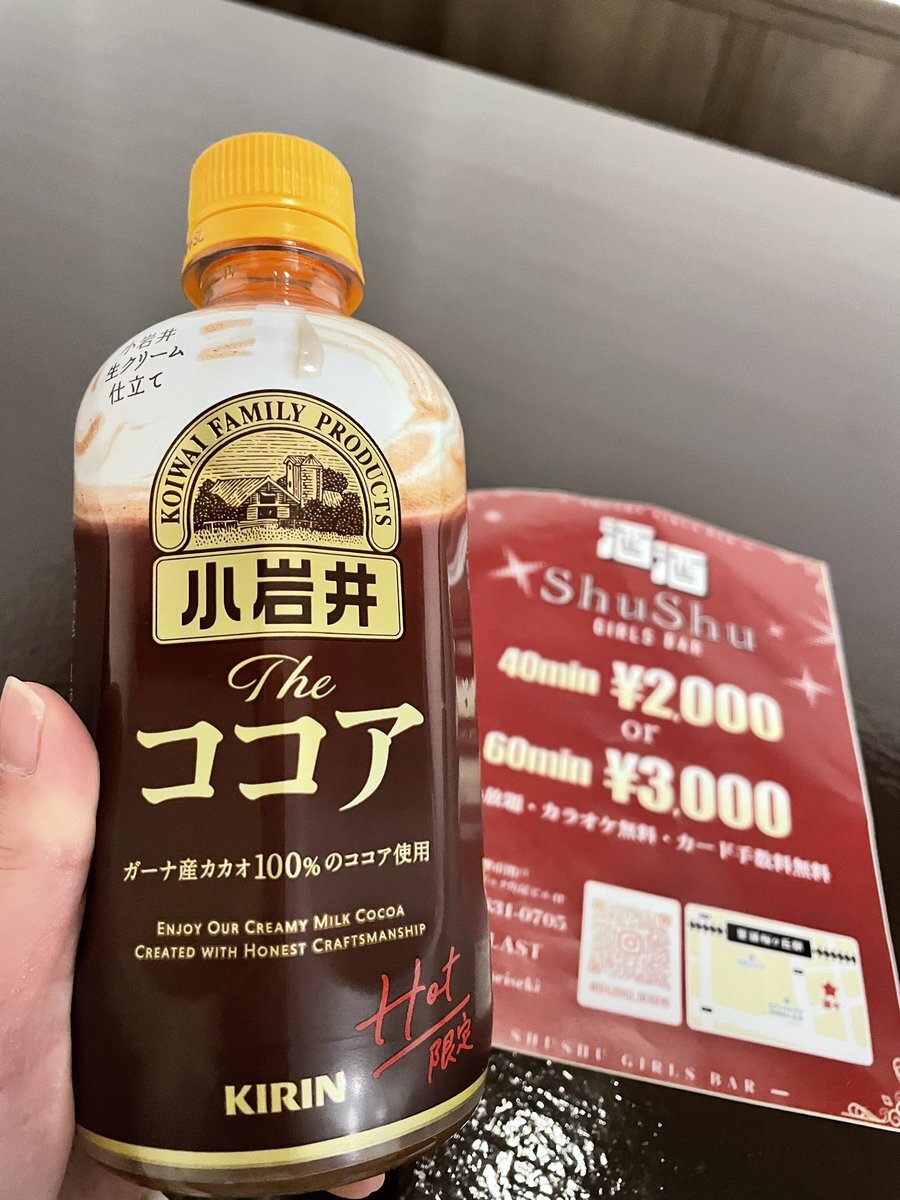 小岩井
生クリーム
仕立て
KOIWAI FAMILY PRODUCTS
小岩井
The
ココア
ガーナ産カカオ100%のココア使用
ENJOY OUR CREAMY MILK COCOA
CREATED WITH HONEST CRAFTSMANSHIP
Hot
限定
KIRIN
酒酒
ShuShu
GIRLS BAR
40min ¥2,000
or
60min ¥3,000
放題・カラオケ無料・カード手数料無料
631-0705
LAST
SHUSHU GIRLS BAR